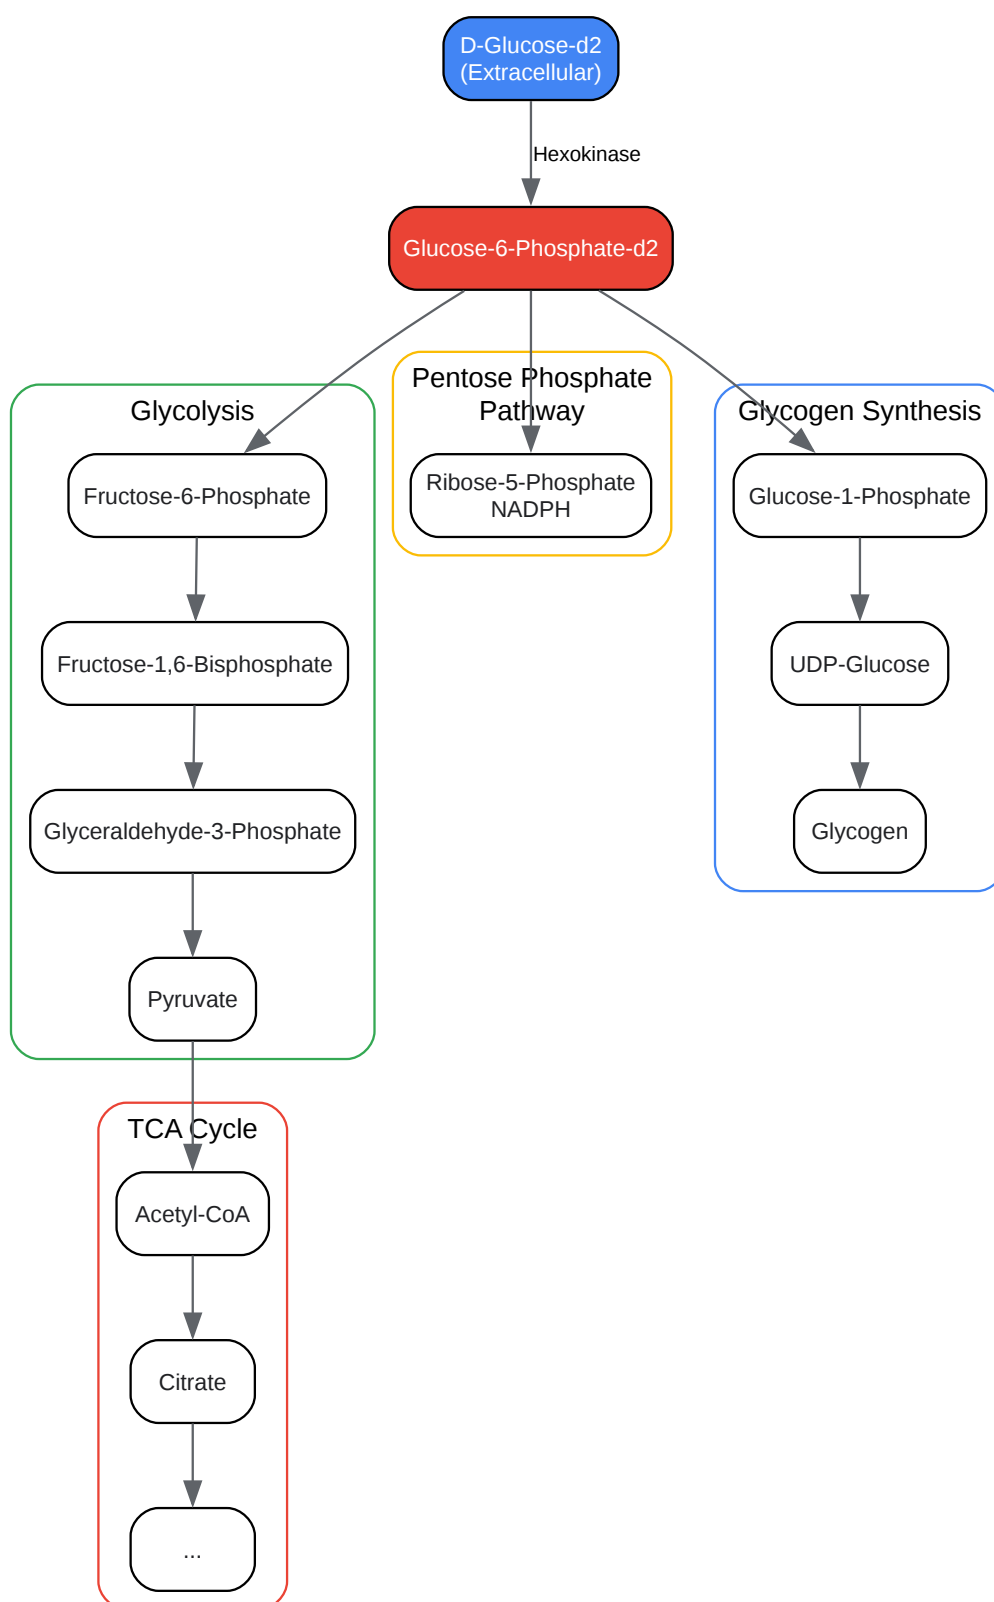 D-Glucose-d2
(Extracellular)
Hexokinase
Glucose-6-Phosphate-d2
Glycolysis
Fructose-6-Phosphate
Fructose-1,6-Bisphosphate
Glyceraldehyde-3-Phosphate
Pyruvate
TCA Cycle
Acetyl-CoA
Citrate
...
Pentose Phosphate
Pathway
Ribose-5-Phosphate
NADPH
Glycogen Synthesis
Glucose-1-Phosphate
UDP-Glucose
Glycogen